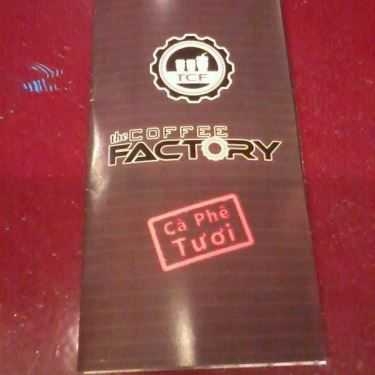 TCF
the COFFEE
FACTORY
Cà Phê
Tươi